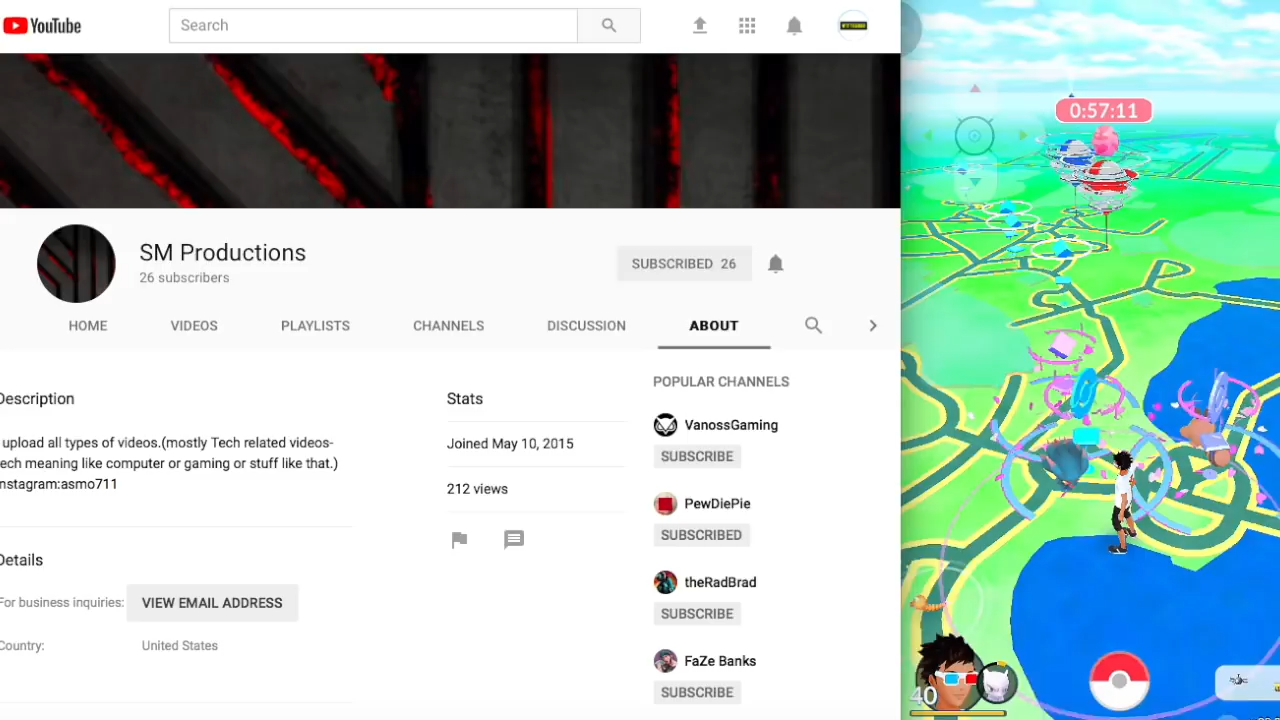 YouTube
Search
SM Productions
26 subscribers
SUBSCRIBED 26
HOME
VIDEOS
PLAYLISTS
CHANNELS
DISCUSSION
ABOUT
Description
upload all types of videos.(mostly Tech related videos-
ech meaning like computer or gaming or stuff like that.)
nstagram:asmo711
Details
For business inquiries:
VIEW EMAIL ADDRESS
Country:
United States
Stats
Joined May 10, 2015
212 views
POPULAR CHANNELS
VanossGaming
SUBSCRIBE
PewDiePie
SUBSCRIBED
theRadBrad
SUBSCRIBE
FaZe Banks
SUBSCRIBE
0:57:11
40